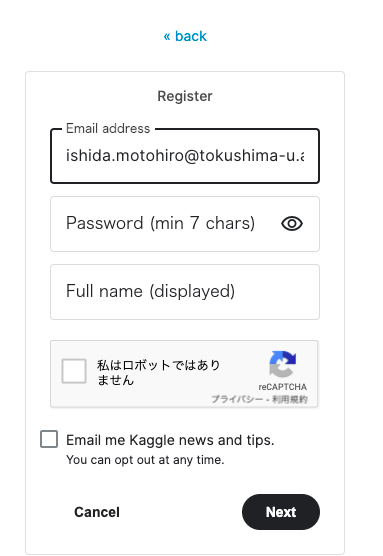 « back
Register
Email address
ishida.motohiro@tokushima-u.a
Password (min 7 chars)
Full name (displayed)
私はロボットではあり
ません
reCAPTCHA
プライバシー - 利用規約
Email me Kaggle news and tips.
You can opt out at any time.
Cancel
Next